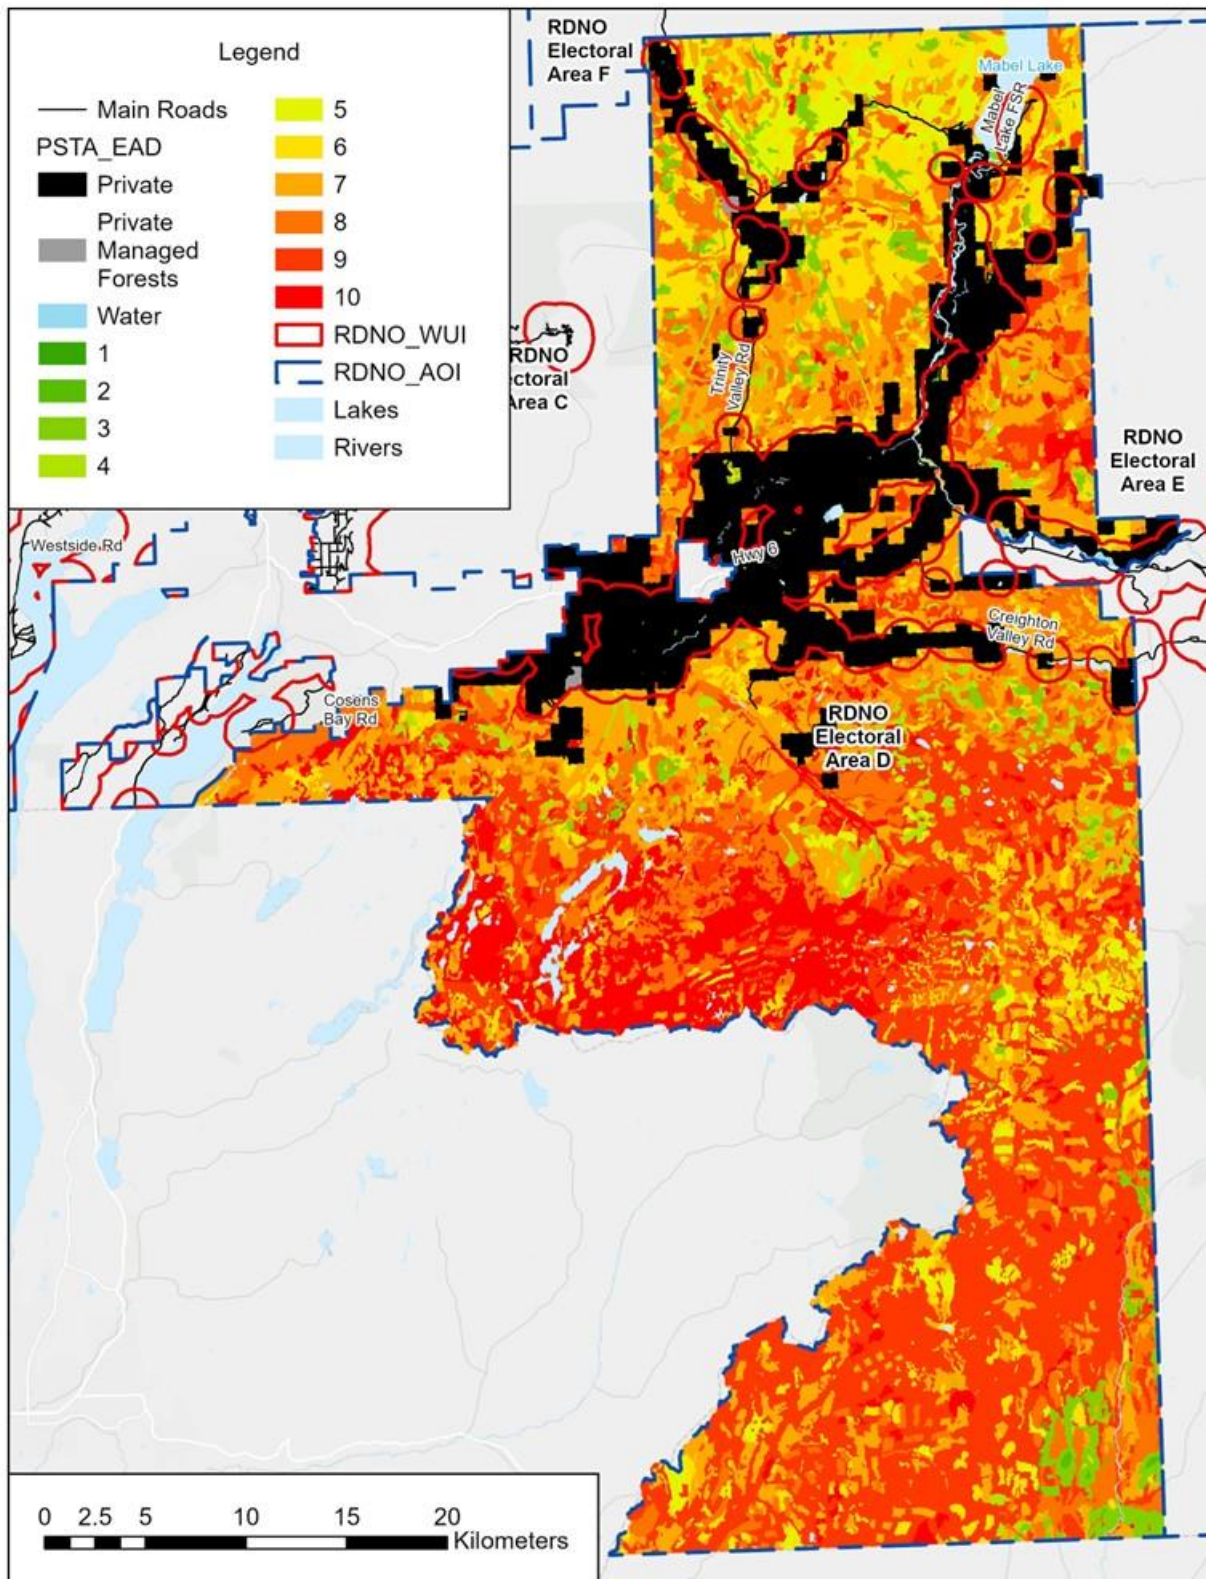 Legend
Main Roads
PSTA_EAD
Private
Private
Managed
Forests
Water
1
2
3
4
5
6
7
8
9
10
RDNO_WUI
RDNO_AOI
Lakes
Rivers
RDNO
Electoral
Area F
Mabel Lake
Mabel
Lake FSR
RDNO
ectoral
Area C
Trinity
Valley Rd
RDNO
Electoral
Area E
Westside Rd
Hwy 6
Creighton
Valley Rd
Cosens
Bay Rd
RDNO
Electoral
Area D
0 2.5 5 10 15 20
Kilometers